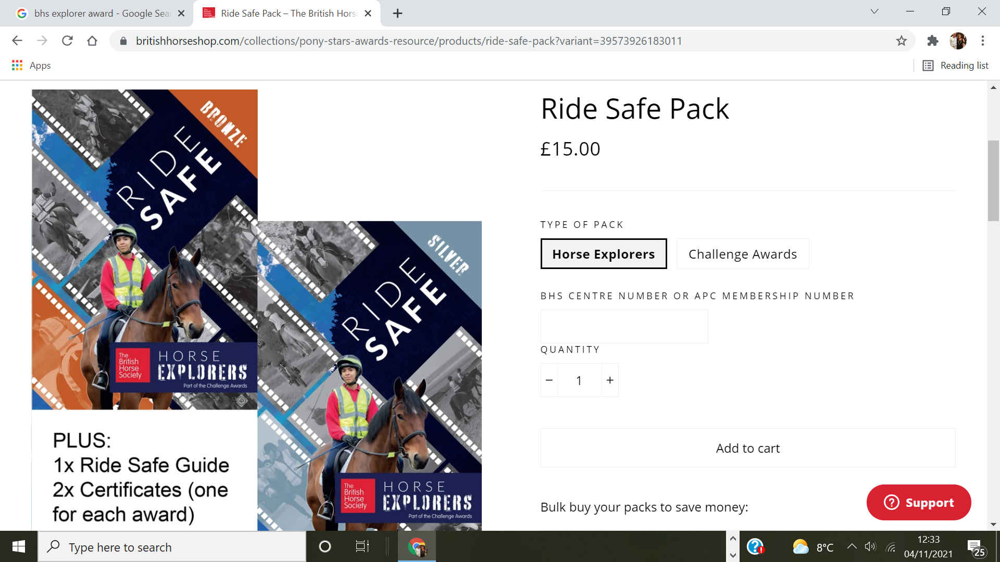 bhs explorer award - Google Sea
Ride Safe Pack – The British Hors
britishhorseshop.com/collections/pony-stars-awards-resource/products/ride-safe-pack?variant=39573926183011
Apps
Reading list
BRONZE
RIDE
SAFE
The
British
Horse
Society
HORSE
EXPLORERS
Part of the Challenge Awards
PLUS:
1x Ride Safe Guide
2x Certificates (one
for each award)
SILVER
RIDE
SAFE
The
British
Horse
Society
HORSE
EXPLORERS
Part of the Challenge Awards
Ride Safe Pack
£15.00
TYPE OF PACK
Horse Explorers
Challenge Awards
BHS CENTRE NUMBER OR APC MEMBERSHIP NUMBER
QUANTITY
− 1 +
Add to cart
Bulk buy your packs to save money:
? Support
Type here to search
8°C
12:33
04/11/2021
25